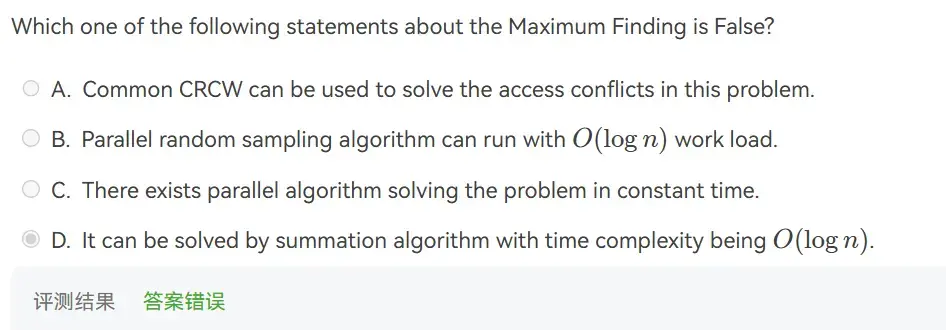 Which one of the following statements about the Maximum Finding is False?
A. Common CRCW can be used to solve the access conflicts in this problem.
B. Parallel random sampling algorithm can run with O(log n) work load.
C. There exists parallel algorithm solving the problem in constant time.
D. It can be solved by summation algorithm with time complexity being O(log n).
评测结果 答案错误